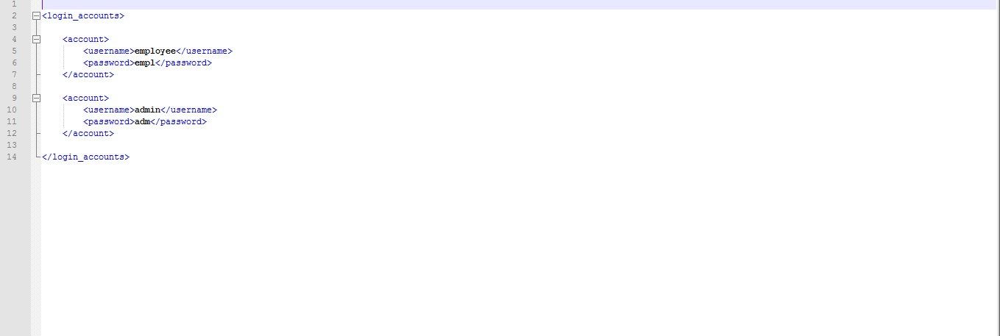 1
2 <login_accounts>
3
4 <account>
5 <username>employee</username>
6 <password>empl</password>
7 </account>
8
9 <account>
10 <username>admin</username>
11 <password>adm</password>
12 </account>
13
14 </login_accounts>